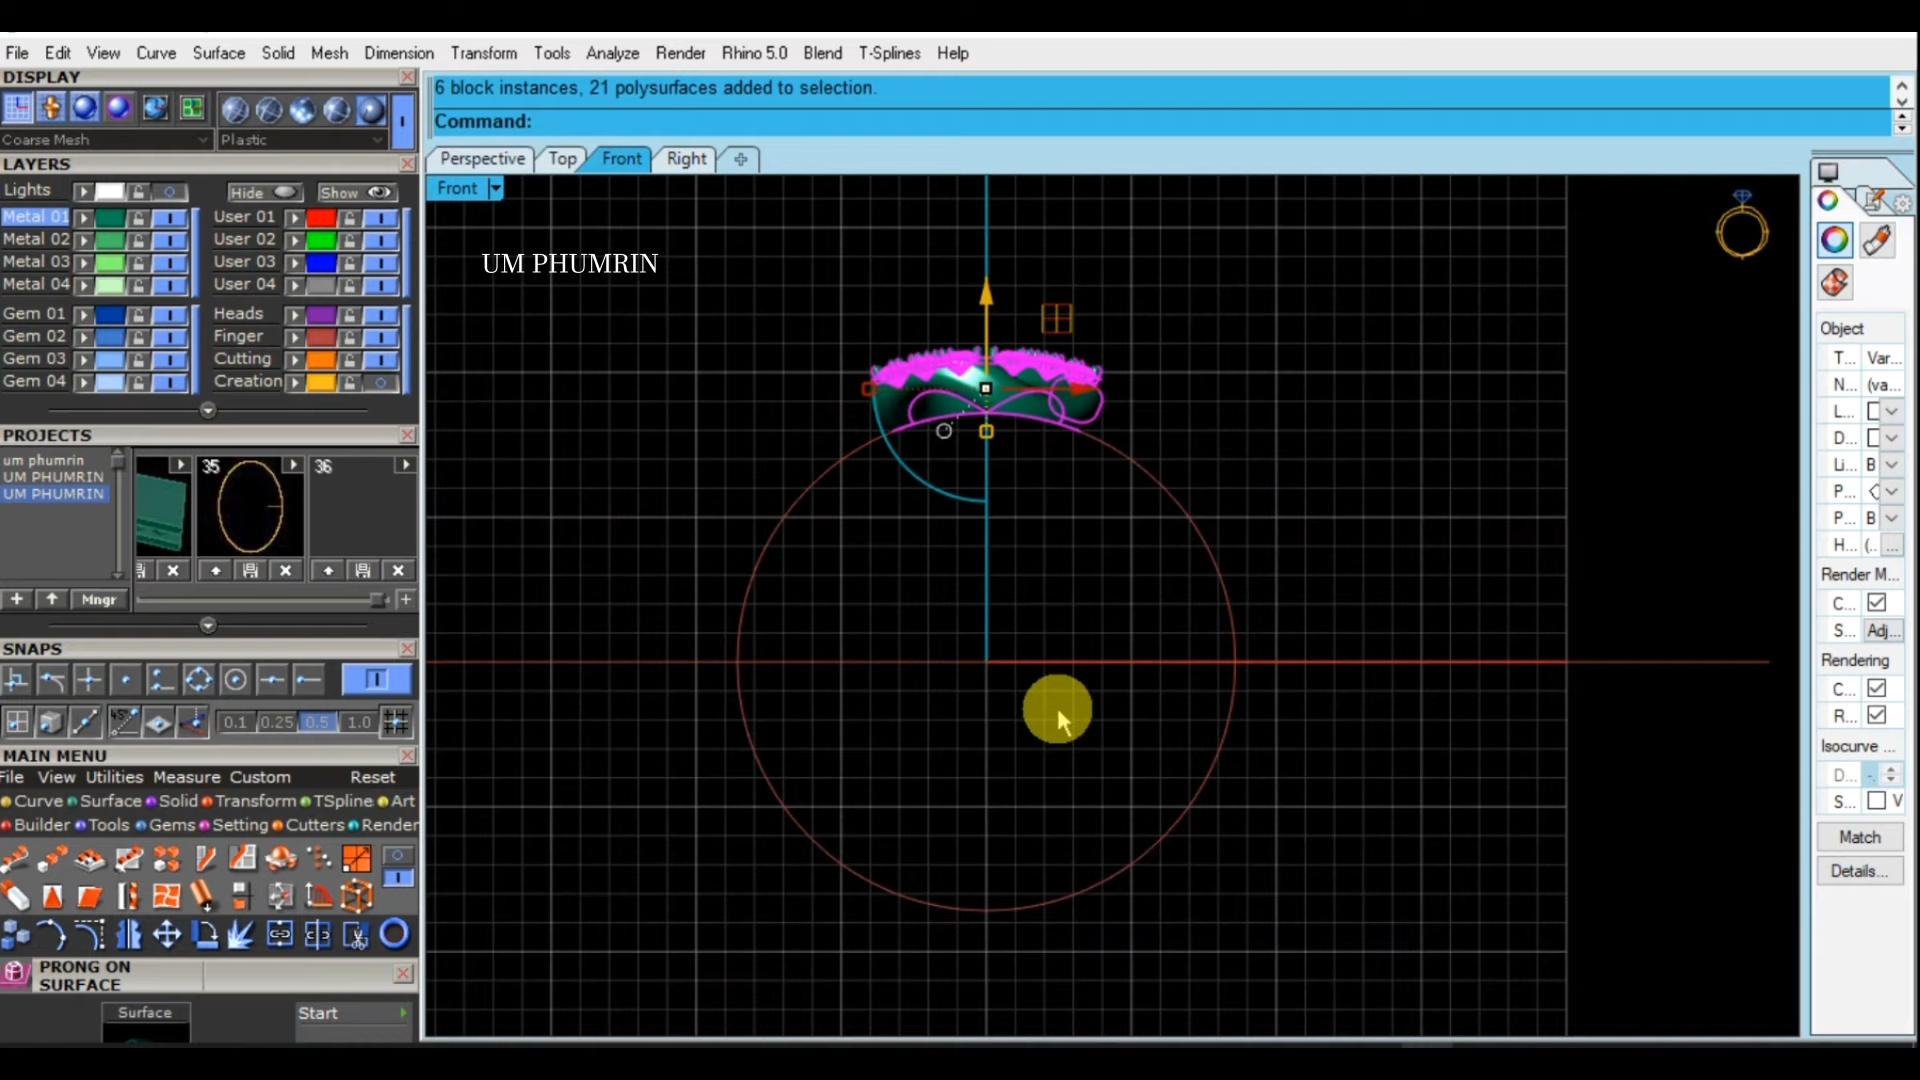 File Edit View Curve Surface Solid Mesh Dimension Transform Tools Analyze Render Rhino 5.0 Blend T-Splines Help
DISPLAY
Coarse Mesh Plastic
LAYERS
Lights Hide Show
Metal 01 User 01
Metal 02 User 02
Metal 03 User 03
Metal 04 User 04
Gem 01 Heads
Gem 02 Finger
Gem 03 Cutting
Gem 04 Creation
PROJECTS
um phumrin
UM PHUMRIN
UM PHUMRIN
35 36
Mngr
SNAPS
45°
0.1 0.25 0.5 1.0
MAIN MENU
File View Utilities Measure Custom Reset
Curve Surface Solid Transform TSpline Art
Builder Tools Gems Setting Cutters Render
PRONG ON
SURFACE
Surface Start
6 block instances, 21 polysurfaces added to selection.
Command:
Perspective Top Front Right
Front
UM PHUMRIN
Object
T... Var...
N... (va...
L...
D...
Li... B
P...
P... B
H... (.. ...
Render M...
C...
S... Adj...
Rendering
C...
R...
Isocurve ...
D...
S... V
Match
Details...